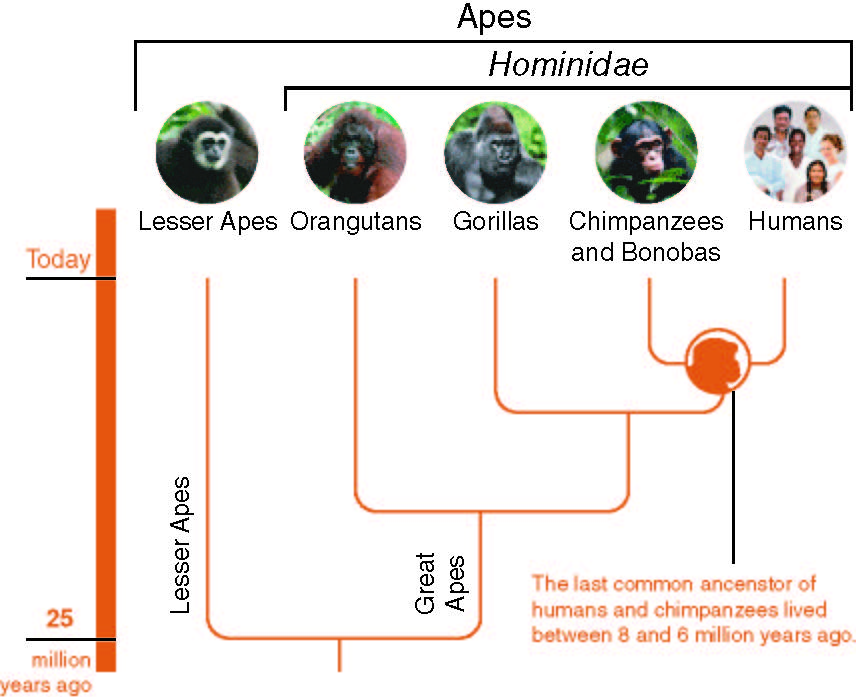 Apes
Hominidae
Lesser Apes
Orangutans
Gorillas
Chimpanzees
and Bonobas
Humans
Today
Lesser Apes
Great
Apes
25
million
years ago
The last common ancenstor of
humans and chimpanzees lived
between 8 and 6 million years ago.